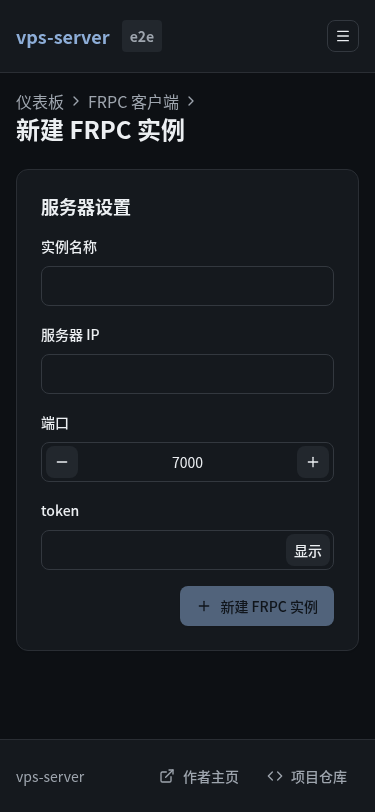 vps-server e2e
仪表板 FRPC 客户端
新建 FRPC 实例
服务器设置
实例名称
服务器 IP
端口
7000
token
显示
新建 FRPC 实例
vps-server 作者主页 项目仓库